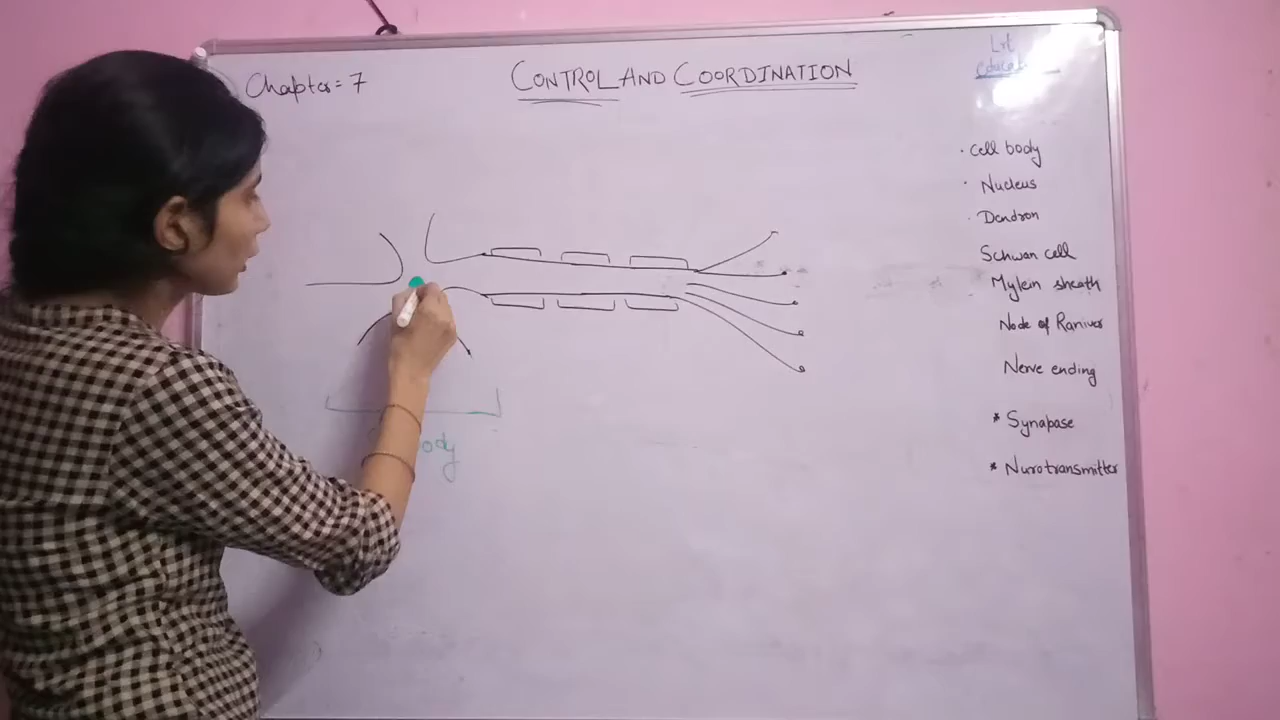 Chapter = 7
CONTROL AND COORDINATION
· Cell body
· Nucleus
· Dendron
Schwan cell
Mylein sheath
Node of Raniver
Nerve ending
* Synapase
* Nurotransmitter